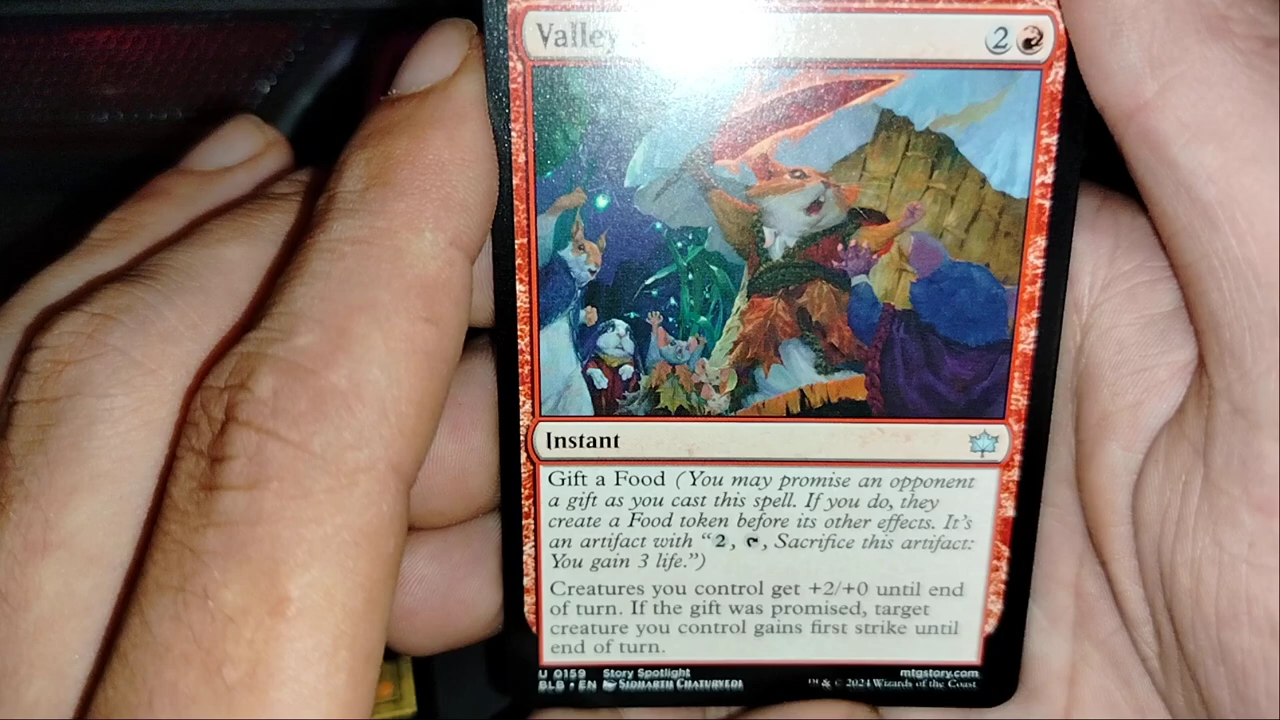 Valley
2
Instant
Gift a Food (You may promise an opponent
a gift as you cast this spell. If you do, they
create a Food token before its other effects. It's
an artifact with “2, , Sacrifice this artifact:
You gain 3 life.”)
Creatures you control get +2/+0 until end
of turn. If the gift was promised, target
creature you control gains first strike until
end of turn.
U 0159 Story Spotlight mtgstory.com
BLB • EN Sidharth Chaturvedi ™ & © 2024 Wizards of the Coast